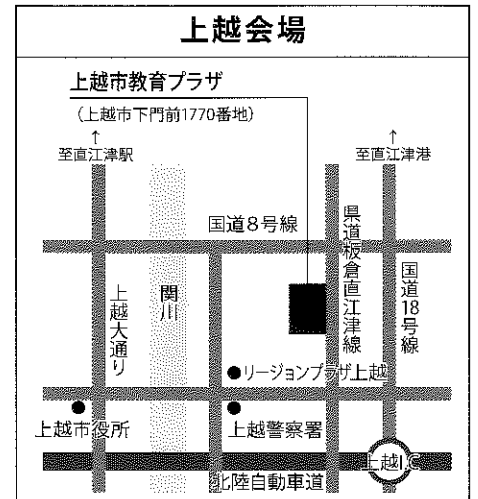 上越会場
上越市教育プラザ
（上越市下門前1770番地）
↑
至直江津駅
↑
至直江津港
国道8号線
県道板倉直江津線
国道18号線
上越大通り
関川
●リージョンプラザ上越
上越市役所
上越警察署
上越I.C
北陸自動車道